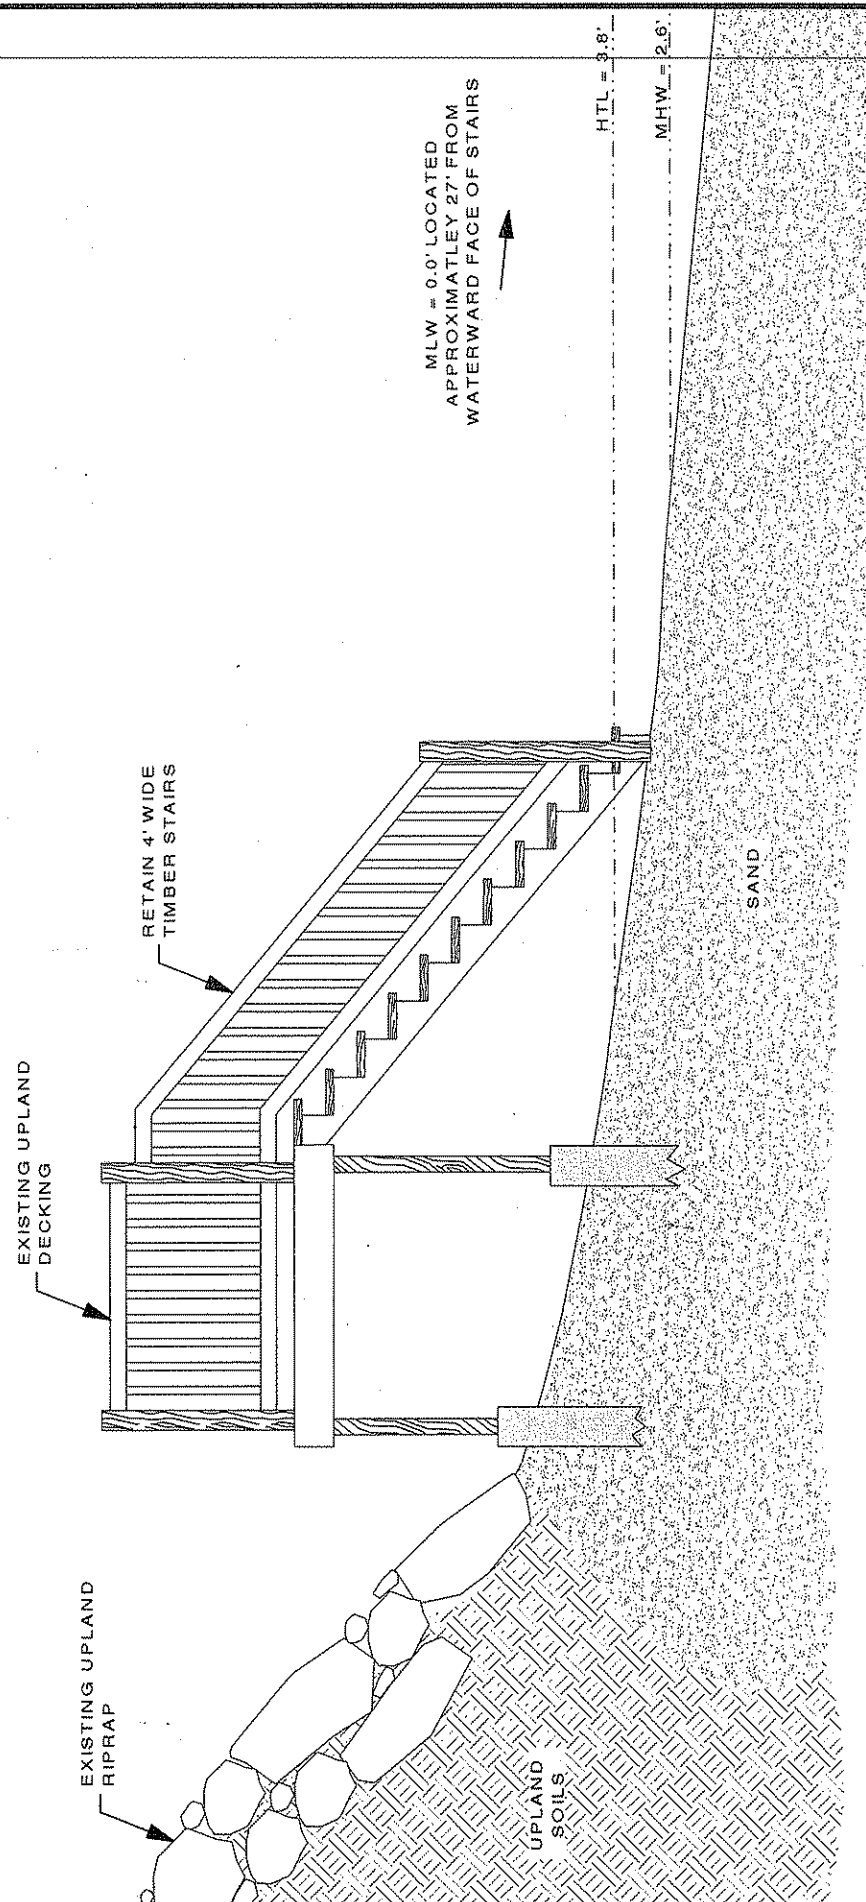 EXISTING UPLAND
RIPRAP
EXISTING UPLAND
DECKING
RETAIN 4' WIDE
TIMBER STAIRS
MLW = 0.0' LOCATED
APPROXIMATLEY 27' FROM
WATERWARD FACE OF STAIRS
HTL = 3.8'
MHW = 2.6'
SAND
UPLAND
SOILS